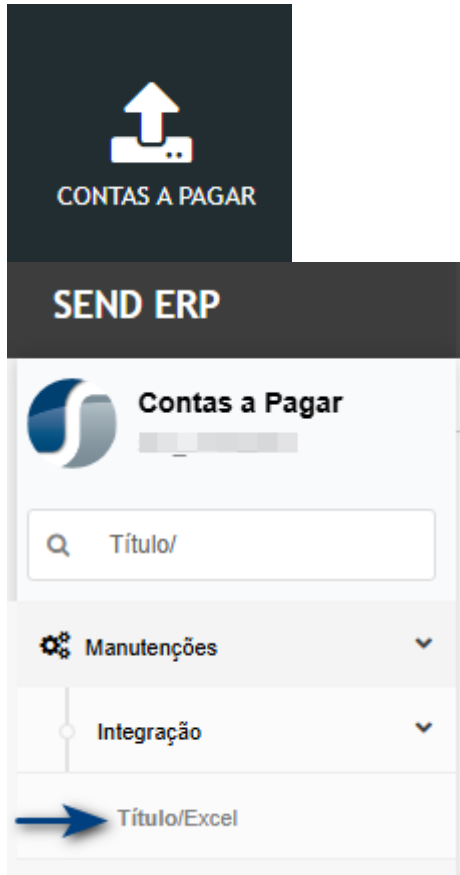 CONTAS A PAGAR
SEND ERP
Contas a Pagar
Título/
Manutenções
Integração
Título/Excel